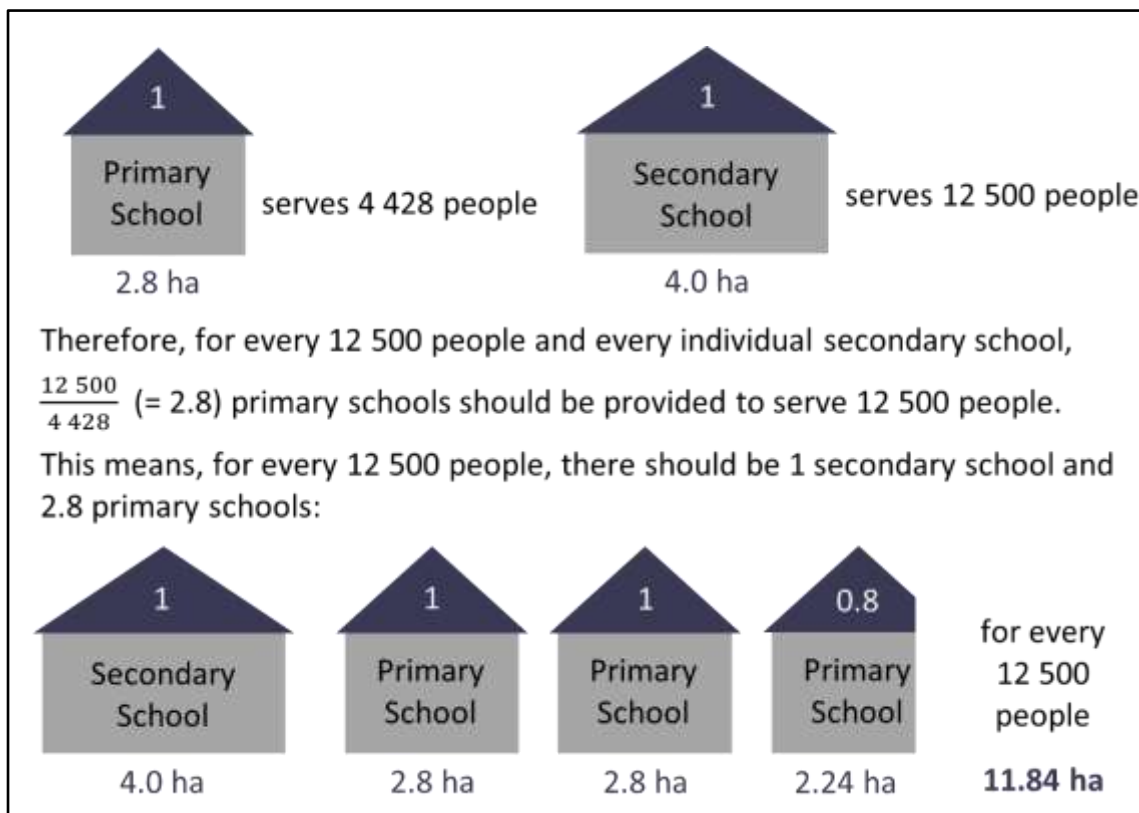 1
Primary
School
serves 4 428 people
2.8 ha
1
Secondary
School
serves 12 500 people
4.0 ha
Therefore, for every 12 500 people and every individual secondary school,
12 500/4 428 (= 2.8) primary schools should be provided to serve 12 500 people.
This means, for every 12 500 people, there should be 1 secondary school and
2.8 primary schools:
1
Secondary
School
4.0 ha
1
Primary
School
2.8 ha
1
Primary
School
2.8 ha
0.8
Primary
School
2.24 ha
for every
12 500
people
11.84 ha